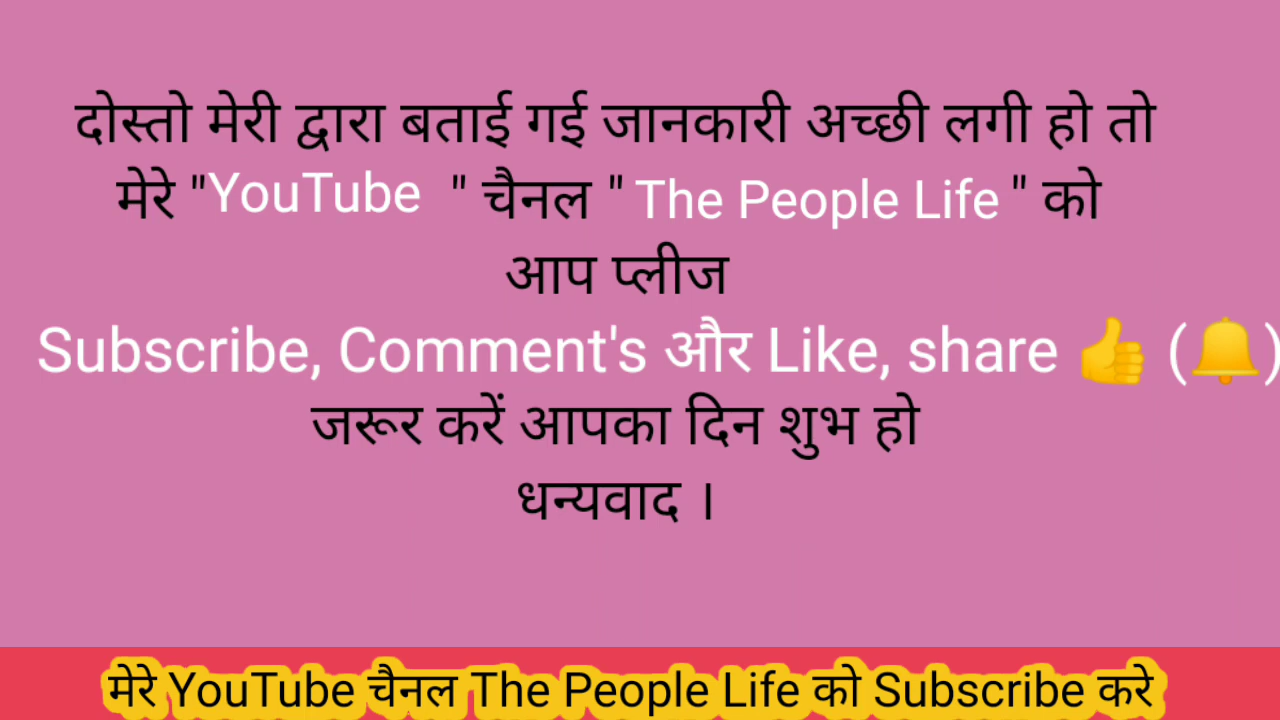 दोस्तो मेरी द्वारा बताई गई जानकारी अच्छी लगी हो तो
मेरे "YouTube " चैनल " The People Life " को
आप प्लीज
Subscribe, Comment's और Like, share 👍 (🔔)
जरूर करें आपका दिन शुभ हो
धन्यवाद ।
मेरे YouTube चैनल The People Life को Subscribe करे